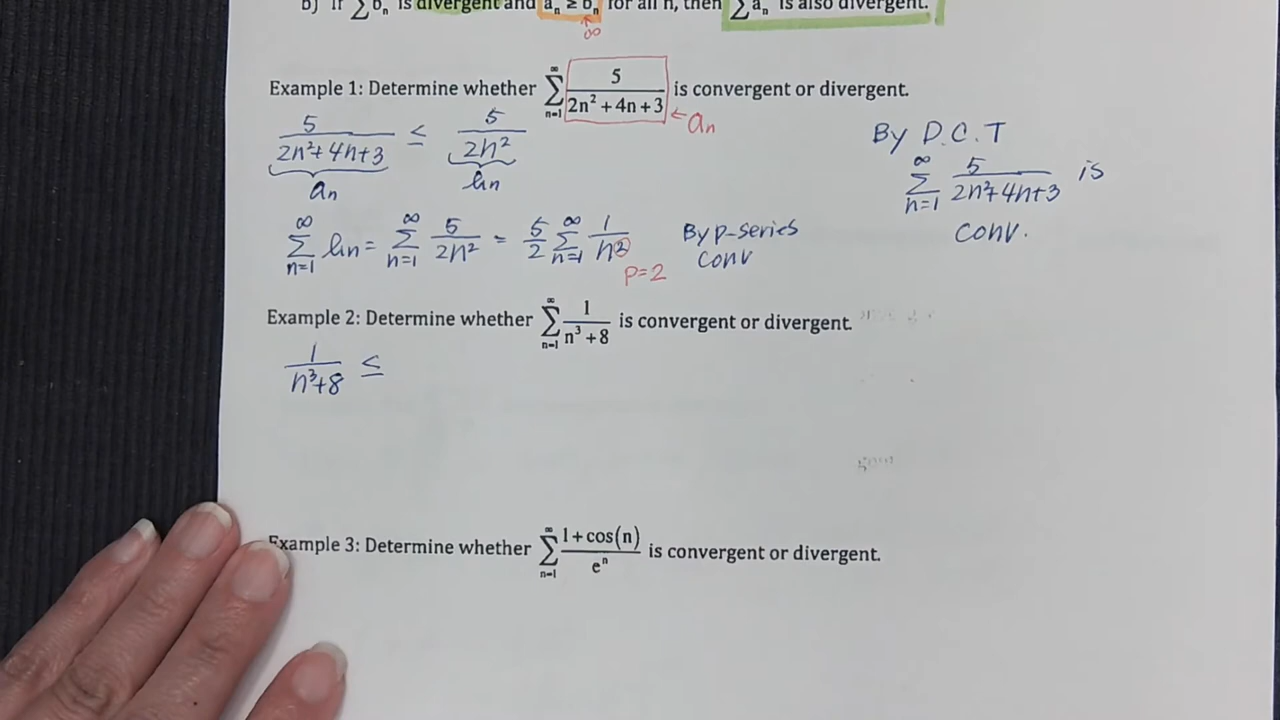 b) If ∑bₙ is divergent and aₙ ≥ bₙ for all n, then ∑aₙ is also divergent.
∞
Example 1: Determine whether ∞∑n=1 5/(2n² + 4n + 3) is convergent or divergent.
← aₙ
5/(2n² + 4n + 3) ≤ 5/(2n²)
aₙ bₙ
By D.C.T
∞∑n=1 5/(2n² + 4n + 3) is
conv.
∞∑n=1 bₙ = ∞∑n=1 5/(2n²) = 5/2 ∞∑n=1 1/n² By p-series
conv
p=2
Example 2: Determine whether ∞∑n=1 1/(n³ + 8) is convergent or divergent.
1/(n³+8) ≤
Example 3: Determine whether ∞∑n=1 (1 + cos(n))/eⁿ is convergent or divergent.